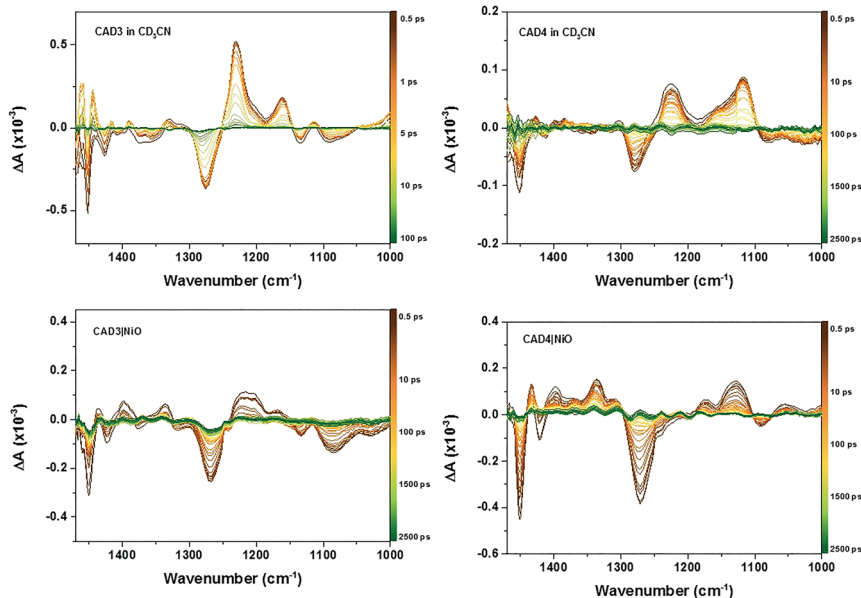 CAD3 in CD₃CN
ΔA (x10⁻³)
0.5
0.0
-0.5
1400
1300
1200
1100
1000
Wavenumber (cm⁻¹)
0.5 ps
1 ps
5 ps
10 ps
100 ps
CAD4 in CD₃CN
ΔA (x10⁻³)
0.2
0.1
0.0
-0.1
0.2
1400
1300
1200
1100
1000
Wavenumber (cm⁻¹)
0.5 ps
10 ps
100 ps
1500 ps
2500 ps
CAD3|NiO
ΔA (x10⁻³)
0.4
0.2
0.0
-0.2
-0.4
1400
1300
1200
1100
1000
Wavenumber (cm⁻¹)
0.5 ps
10 ps
100 ps
1500 ps
2500 ps
CAD4|NiO
ΔA (x10⁻³)
0.4
0.2
0.0
-0.2
-0.4
-0.6
1400
1300
1200
1100
1000
Wavenumber (cm⁻¹)
0.5 ps
10 ps
100 ps
1500 ps
2500 ps